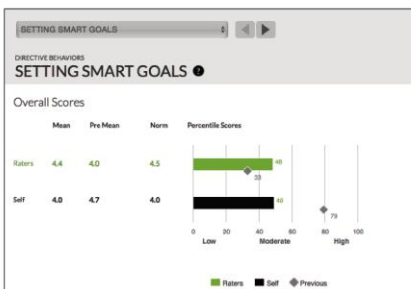 SETTING SMART GOALS
DIRECTIVE BEHAVIORS
SETTING SMART GOALS ?
Overall Scores
Mean Pre Mean Norm Percentile Scores
Raters 4.4 4.0 4.5 48
33
Self 4.0 4.7 4.0 49
79
0 20 40 60 80 100
Low Moderate High
Raters Self Previous